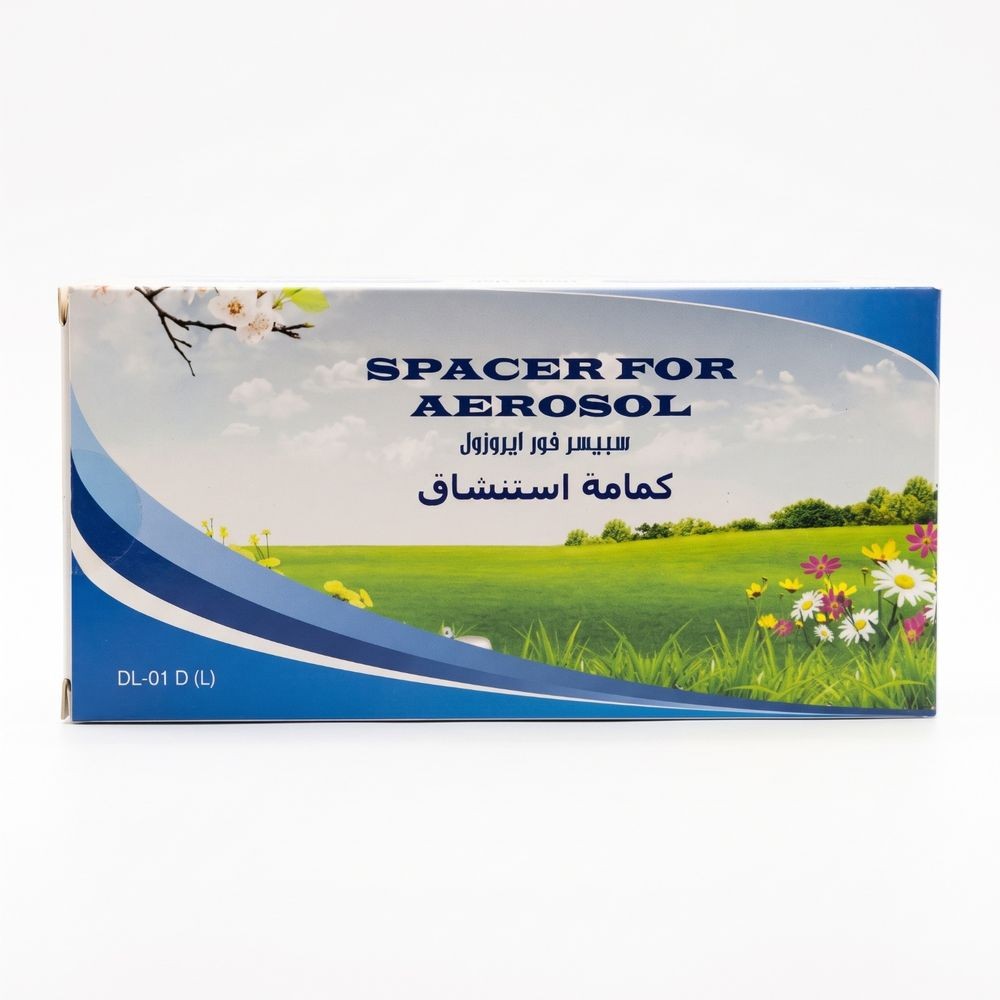 SPACER FOR
AEROSOL
سبيسر فور ايروزول
كمامة استنشاق
DL-01 D (L)